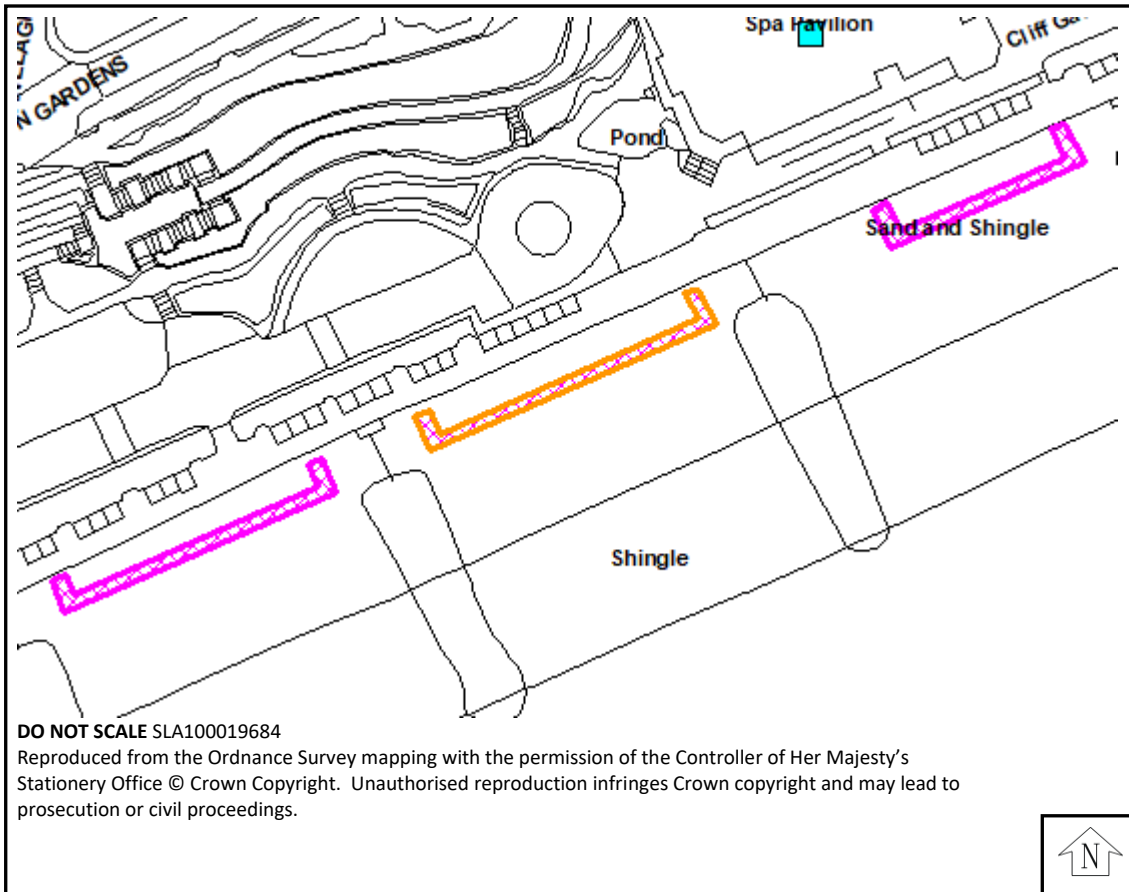 Spa Pavilion
Cliff
N GARDENS
Pond
Sand and Shingle
Shingle
DO NOT SCALE SLA100019684
Reproduced from the Ordnance Survey mapping with the permission of the Controller of Her Majesty's
Stationery Office © Crown Copyright. Unauthorised reproduction infringes Crown copyright and may lead to
prosecution or civil proceedings.
N